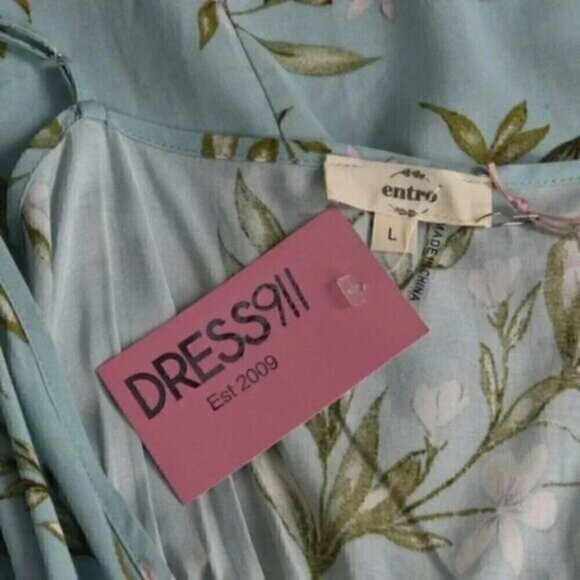 entro
L
MADE IN CHINA
DRESS911
Est 2009